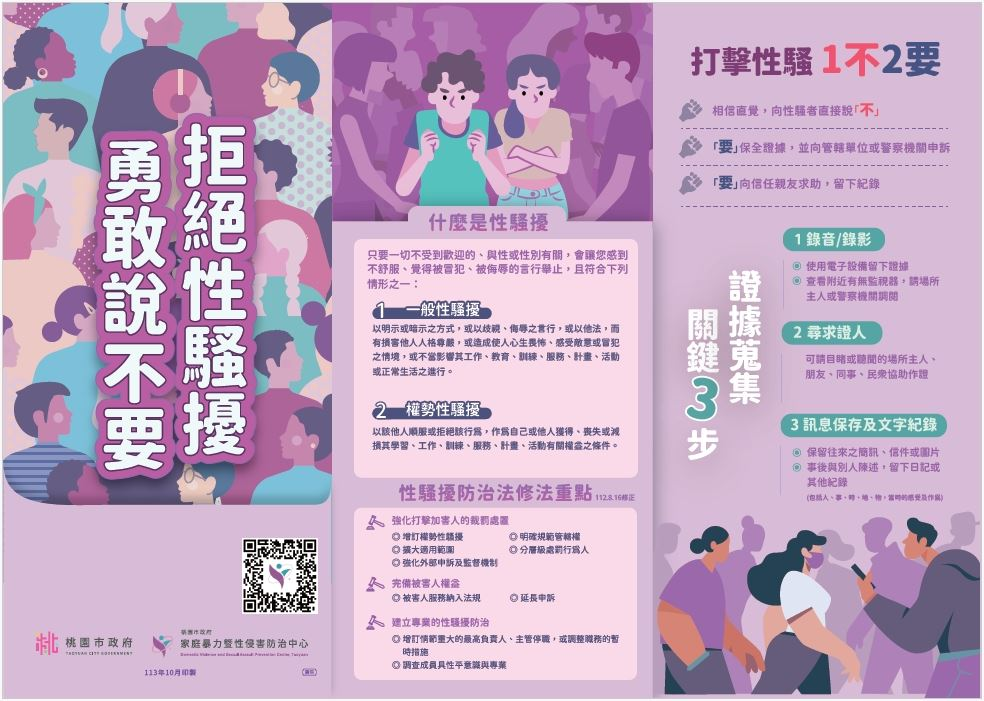 拒絕性騷擾
勇敢說不要
桃園市政府
TAOYUAN CITY GOVERNMENT
桃園市政府
家庭暴力暨性侵害防治中心
Domestic Violence and Sexual Assault Prevention Center, Taoyuan
113年10月印製
什麼是性騷擾
只要一切不受到歡迎的、與性或性別有關，會讓您感到
不舒服、覺得被冒犯、被侮辱的言行舉止，且符合下列
情形之一：
1 一般性騷擾
以明示或暗示之方式，或以歧視、侮辱之言行，或以他法，而
有損害他人人格尊嚴，或造成使人心生畏怖、感受敵意或冒犯
之情境，或不當影響其工作、教育、訓練、服務、計畫、活動
或正常生活之進行。
2 權勢性騷擾
以該他人順服或拒絕該行為，作為自己或他人獲得、喪失或減
損其學習、工作、訓練、服務、計畫、活動有關權益之條件。
性騷擾防治法修法重點 112.8.16修正
強化打擊加害人的裁罰處置
◎增訂權勢性騷擾 ◎明確規範管轄權
◎擴大適用範圍 ◎分層級處罰行為人
◎強化外部申訴及監督機制
完備被害人權益
◎被害人服務納入法規 ◎延長申訴
建立專業的性騷擾防治
◎增訂情節重大的最高負責人、主管停職，或調整職務的暫
時措施
◎調查成員具性平意識與專業
打擊性騷1不2要
相信直覺，向性騷者直接說「不」
「要」保全證據，並向管轄單位或警察機關申訴
「要」向信任親友求助，留下紀錄
證據蒐集
關鍵3步
1 錄音/錄影
◉ 使用電子設備留下證據
◉ 查看附近有無監視器，請場所
主人或警察機關調閱
2 尋求證人
可請目睹或聽聞的場所主人、
朋友、同事、民眾協助作證
3 訊息保存及文字紀錄
◉ 保留往來之簡訊、信件或圖片
◉ 事後與別人陳述，留下日記或
其他紀錄
(包括人、事、時、地、物，當時的感受及作為)